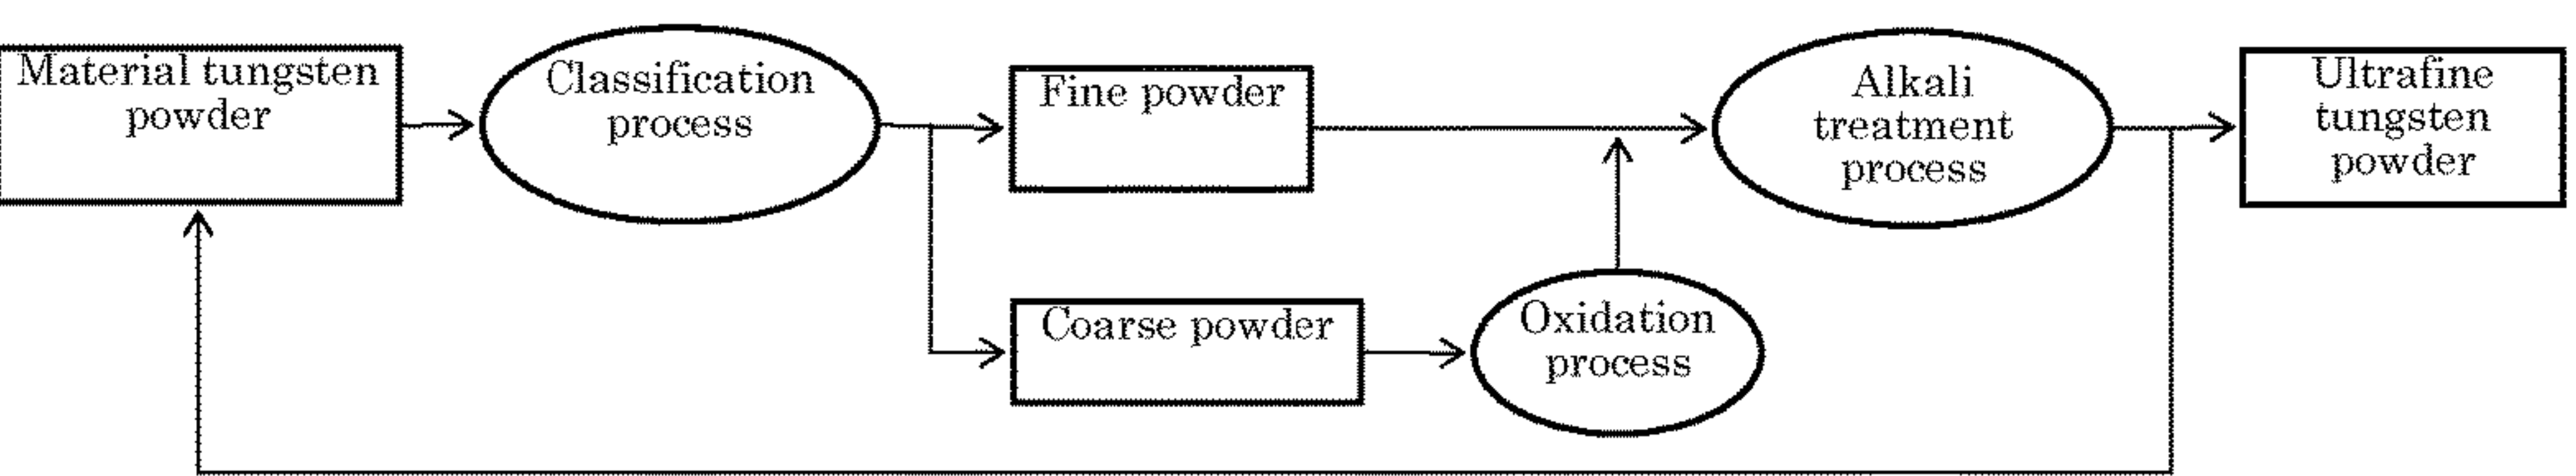 Material tungsten
powder
Classification
process
Fine powder
Alkali
treatment
process
Ultrafine
tungsten
powder
Coarse powder
Oxidation
process